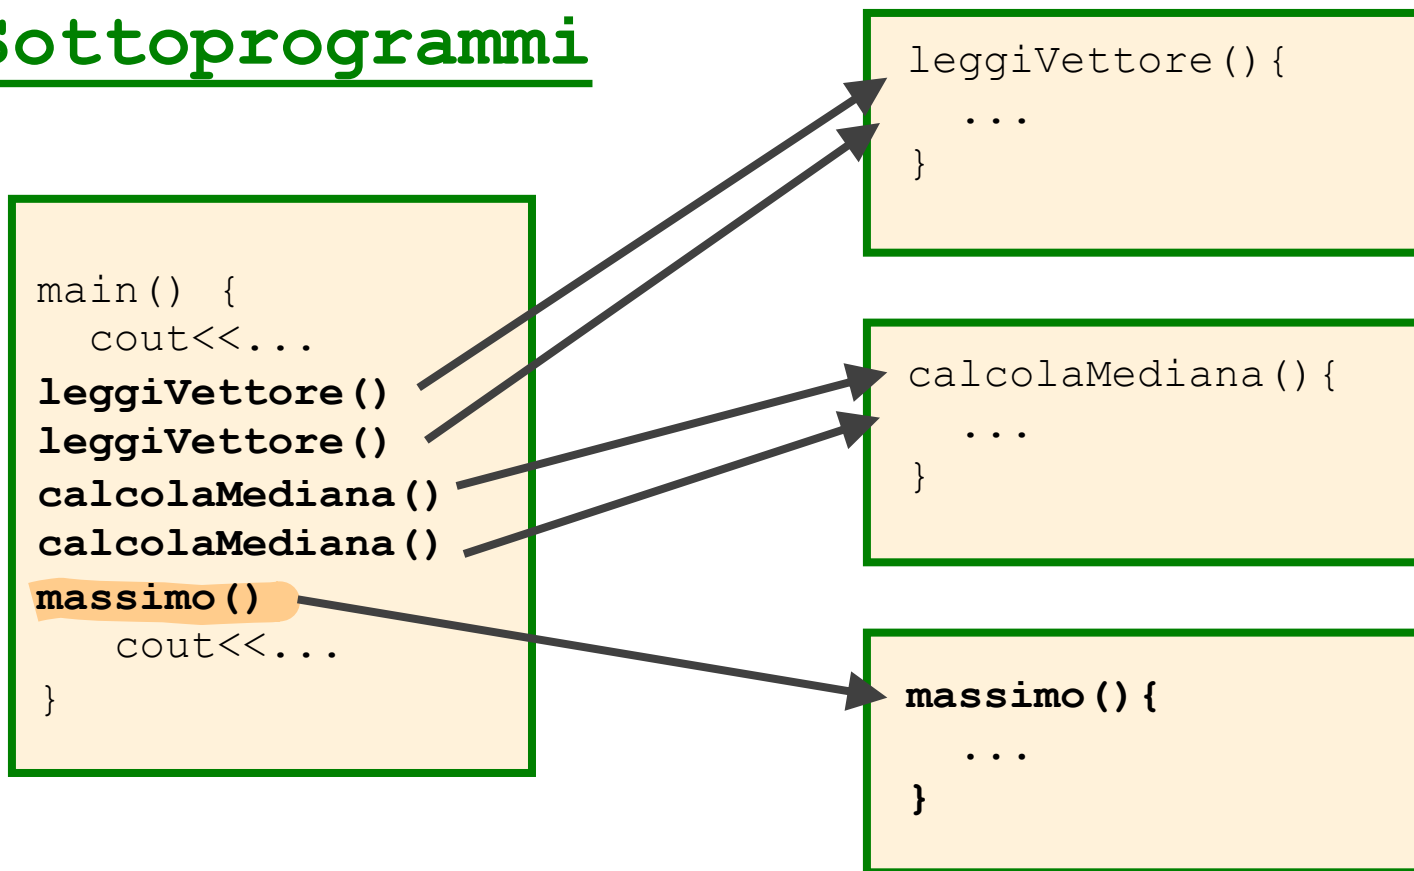 Sottoprogrammi
main() {
cout<<...
leggiVettore()
leggiVettore()
calcolaMediana()
calcolaMediana()
massimo()
cout<<...
}
leggiVettore(){
...
}
calcolaMediana(){
...
}
massimo(){
...
}